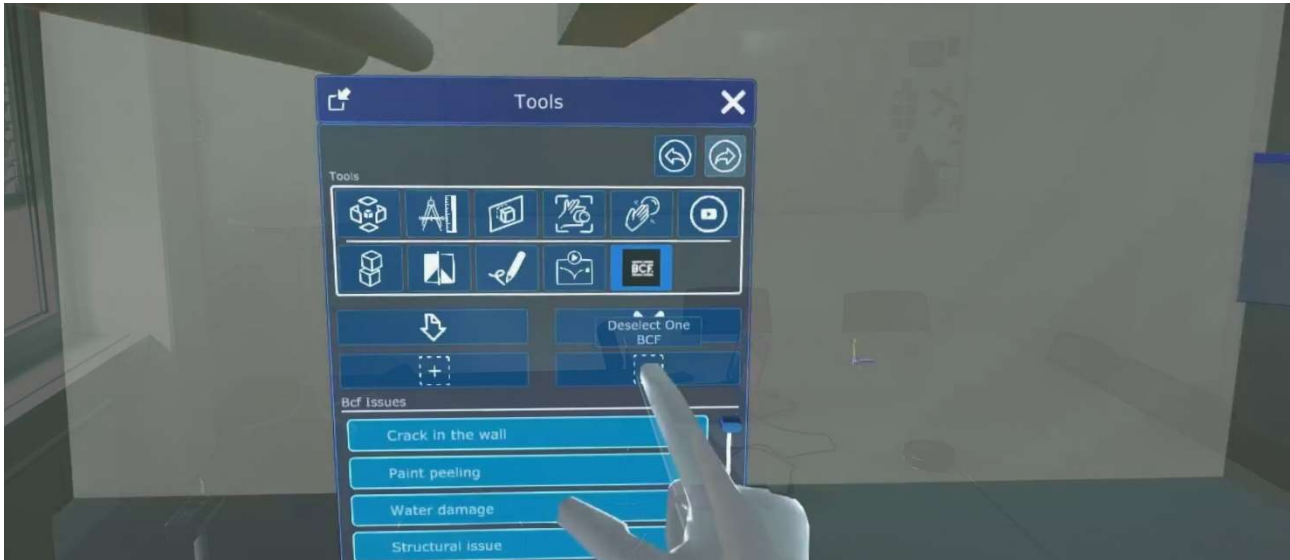 Tools
Tools
BCF
Deselect One
BCF
Bcf Issues
Crack in the wall
Paint peeling
Water damage
Structural issue